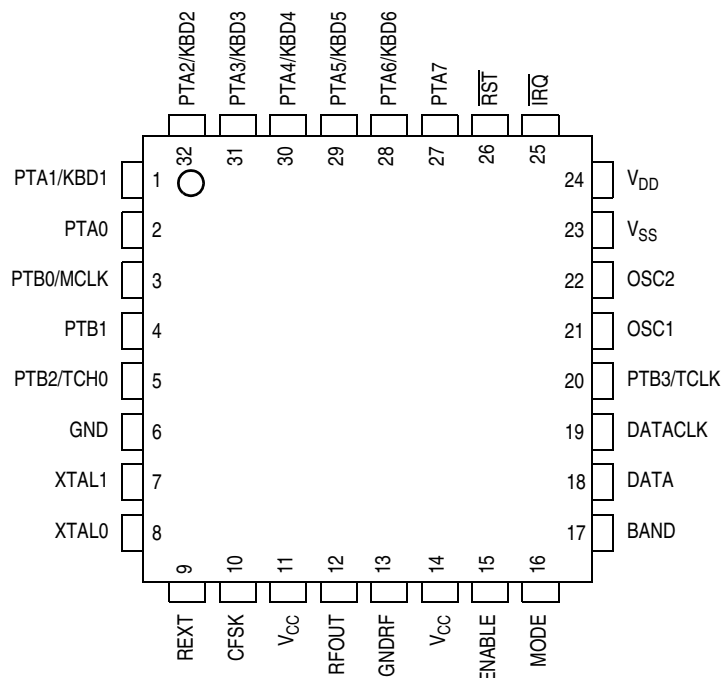 PTA2/KBD2
PTA3/KBD3
PTA4/KBD4
PTA5/KBD5
PTA6/KBD6
PTA7
RST
IRQ
32
31
30
29
28
27
26
25
PTA1/KBD1 1
PTA0 2
PTB0/MCLK 3
PTB1 4
PTB2/TCH0 5
GND 6
XTAL1 7
XTAL0 8
24 VDD
23 VSS
22 OSC2
21 OSC1
20 PTB3/TCLK
19 DATACLK
18 DATA
17 BAND
9
10
11
12
13
14
15
16
REXT
CFSK
VCC
RFOUT
GNDRF
VCC
ENABLE
MODE